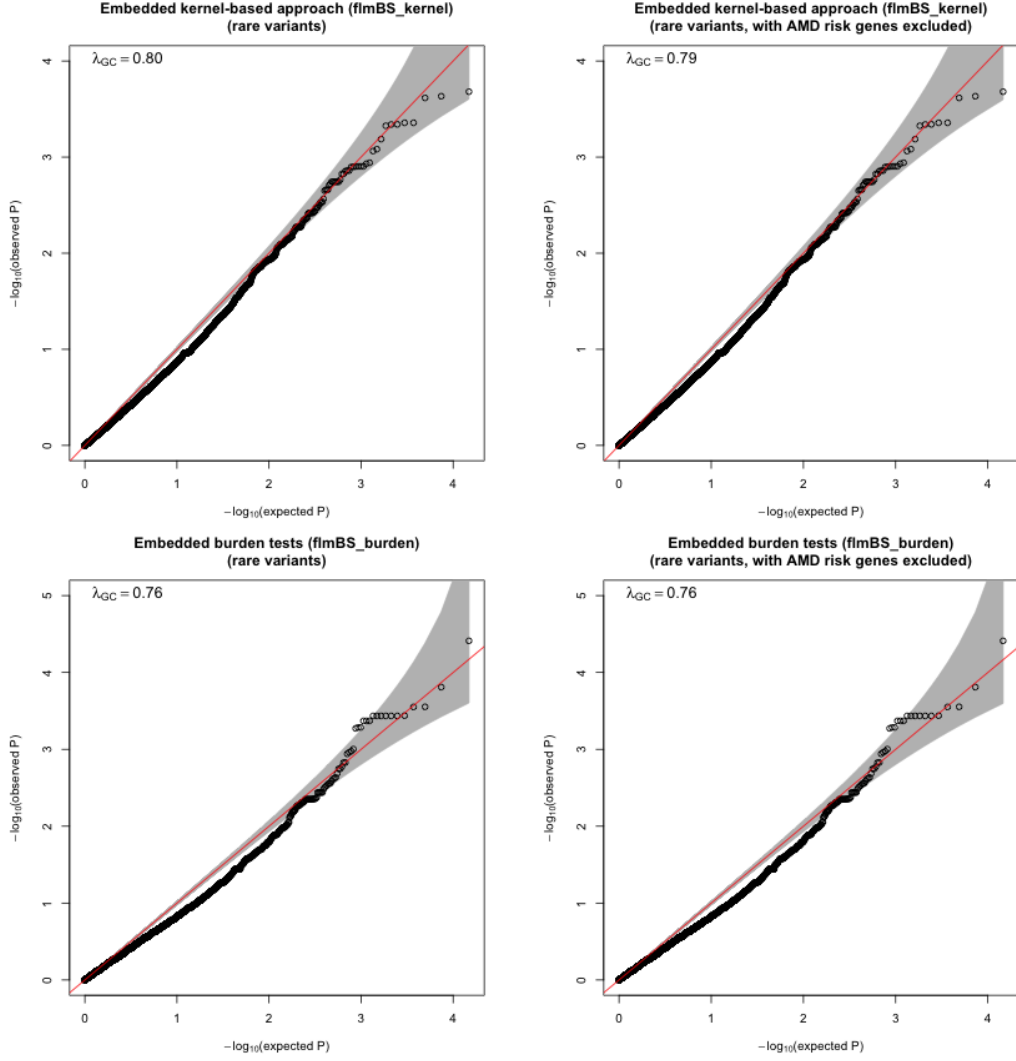 Embedded kernel-based approach (flmBS_kernel)
(rare variants)
λGC = 0.80
4
3
2
1
0
−log10(observed P)
0 1 2 3 4
−log10(expected P)
Embedded kernel-based approach (flmBS_kernel)
(rare variants, with AMD risk genes excluded)
λGC = 0.79
4
3
2
1
0
−log10(observed P)
0 1 2 3 4
−log10(expected P)
Embedded burden tests (flmBS_burden)
(rare variants)
λGC = 0.76
5
4
3
2
1
0
−log10(observed P)
0 1 2 3 4
−log10(expected P)
Embedded burden tests (flmBS_burden)
(rare variants, with AMD risk genes excluded)
λGC = 0.76
5
4
3
2
1
0
−log10(observed P)
0 1 2 3 4
−log10(expected P)